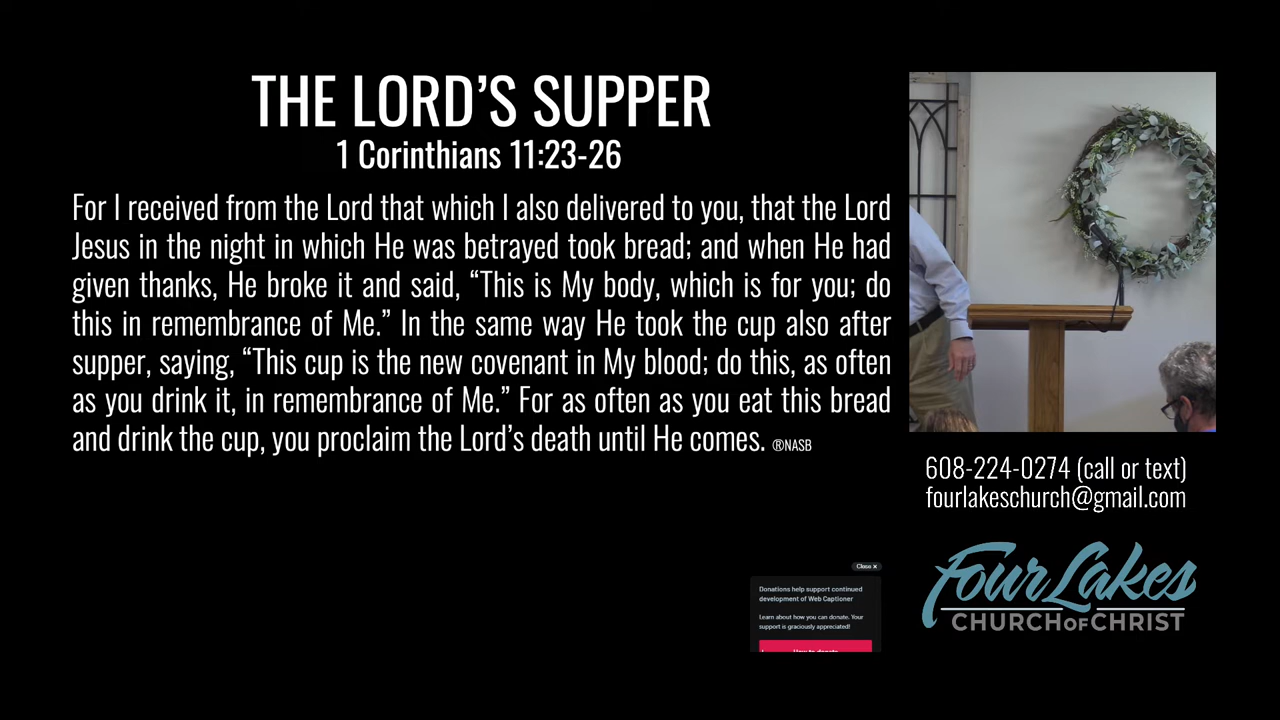 THE LORD’S SUPPER
1 Corinthians 11:23-26
For I received from the Lord that which I also delivered to you, that the Lord
Jesus in the night in which He was betrayed took bread; and when He had
given thanks, He broke it and said, “This is My body, which is for you; do
this in remembrance of Me.” In the same way He took the cup also after
supper, saying, “This cup is the new covenant in My blood; do this, as often
as you drink it, in remembrance of Me.” For as often as you eat this bread
and drink the cup, you proclaim the Lord’s death until He comes. ®NASB
608-224-0274 (call or text)
fourlakeschurch@gmail.com
Four Lakes
CHURCH OF CHRIST
Close ×
Donations help support continued
development of Web Captioner
Learn about how you can donate. Your
support is graciously appreciated!
How to donate